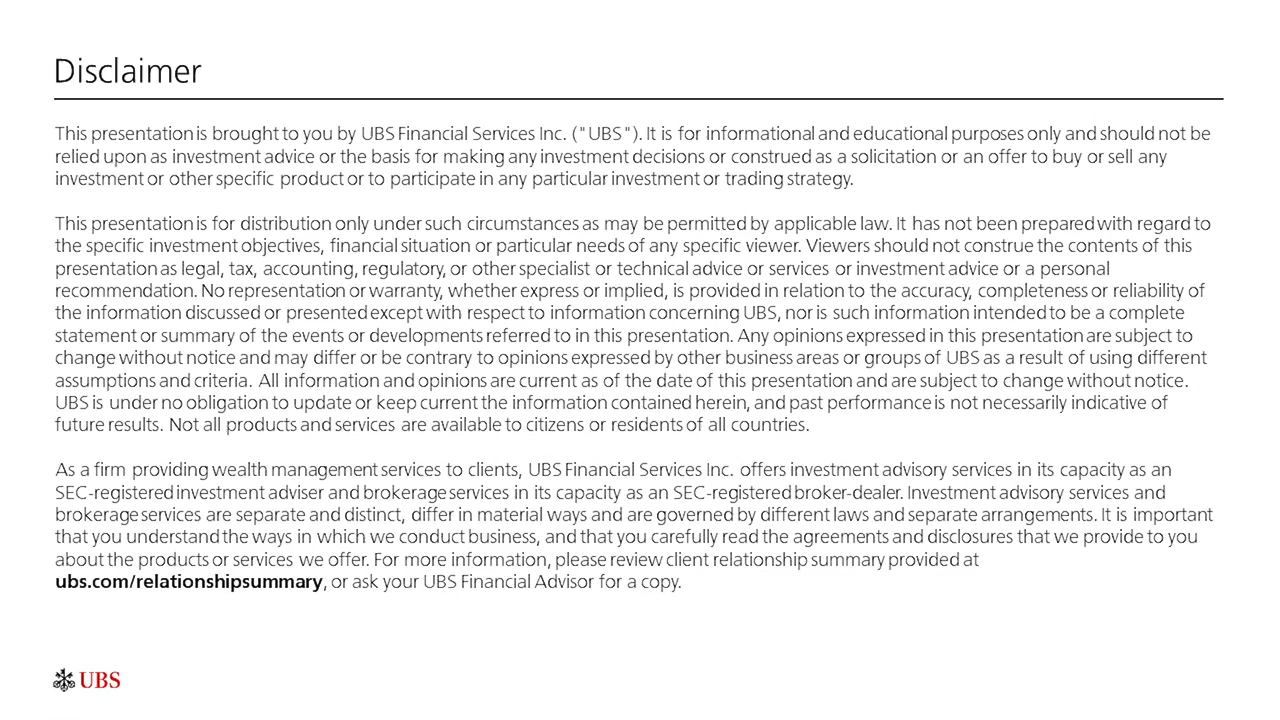 Disclaimer
This presentation is brought to you by UBS Financial Services Inc. ("UBS"). It is for informational and educational purposes only and should not be
relied upon as investment advice or the basis for making any investment decisions or construed as a solicitation or an offer to buy or sell any
investment or other specific product or to participate in any particular investment or trading strategy.
This presentation is for distribution only under such circumstances as may be permitted by applicable law. It has not been prepared with regard to
the specific investment objectives, financial situation or particular needs of any specific viewer. Viewers should not construe the contents of this
presentation as legal, tax, accounting, regulatory, or other specialist or technical advice or services or investment advice or a personal
recommendation. No representation or warranty, whether express or implied, is provided in relation to the accuracy, completeness or reliability of
the information discussed or presented except with respect to information concerning UBS, nor is such information intended to be a complete
statement or summary of the events or developments referred to in this presentation. Any opinions expressed in this presentation are subject to
change without notice and may differ or be contrary to opinions expressed by other business areas or groups of UBS as a result of using different
assumptions and criteria. All information and opinions are current as of the date of this presentation and are subject to change without notice.
UBS is under no obligation to update or keep current the information contained herein, and past performance is not necessarily indicative of
future results. Not all products and services are available to citizens or residents of all countries.
As a firm providing wealth management services to clients, UBS Financial Services Inc. offers investment advisory services in its capacity as an
SEC-registered investment adviser and brokerage services in its capacity as an SEC-registered broker-dealer. Investment advisory services and
brokerage services are separate and distinct, differ in material ways and are governed by different laws and separate arrangements. It is important
that you understand the ways in which we conduct business, and that you carefully read the agreements and disclosures that we provide to you
about the products or services we offer. For more information, please review client relationship summary provided at
ubs.com/relationshipsummary, or ask your UBS Financial Advisor for a copy.
UBS